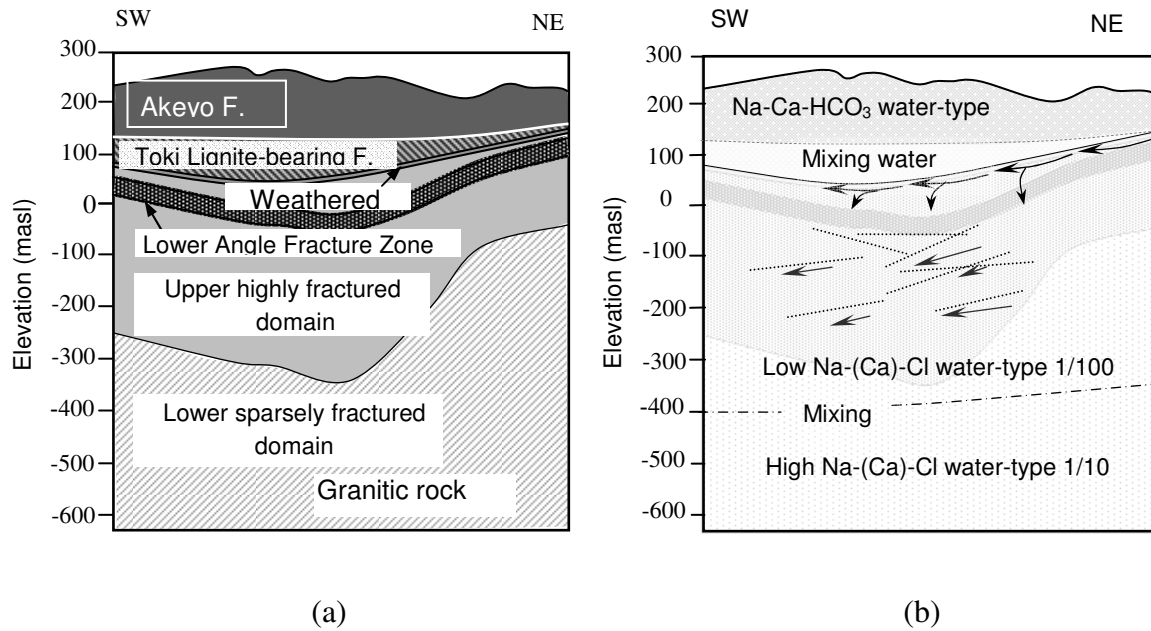 SW
NE
300
200
100
0
-100
-200
-300
-400
-500
-600
Elevation (masl)
Akevo F.
Toki Lignite-bearing F.
Weathered
Lower Angle Fracture Zone
Upper highly fractured
domain
Lower sparsely fractured
domain
Granitic rock
(a)
SW
NE
300
200
100
0
-100
-200
-300
-400
-500
-600
Elevation (masl)
Na-Ca-HCO₃ water-type
Mixing water
Low Na-(Ca)-Cl water-type 1/100
Mixing
High Na-(Ca)-Cl water-type 1/10
(b)